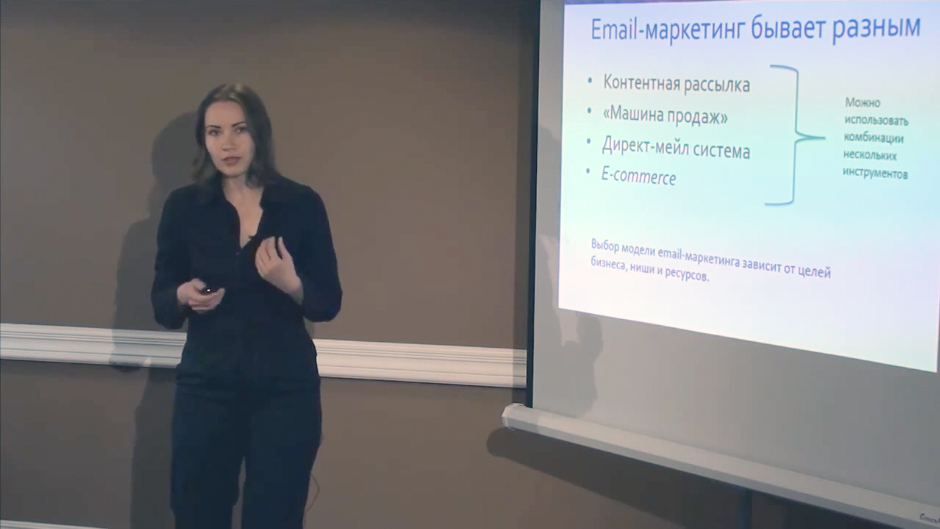 Email-маркетинг бывает разным
• Контентная рассылка
• «Машина продаж»
• Директ-мейл система
• E-commerce
Можно
использовать
комбинации
нескольких
инструментов
Выбор модели email-маркетинга зависит от целей
бизнеса, ниши и ресурсов.